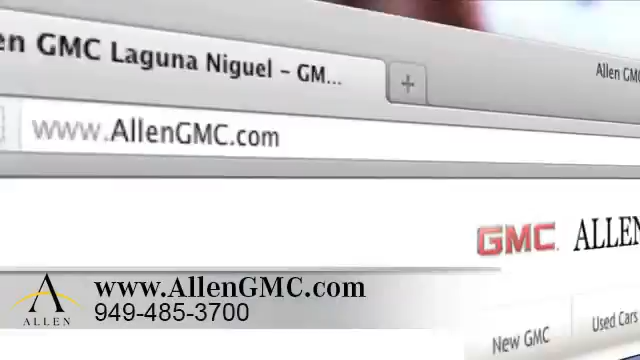 en GMC Laguna Niguel – GM...
Allen GMC
www.AllenGMC.com
GMC ALLEN
New GMC
Used Cars
ALLEN
www.AllenGMC.com
949-485-3700